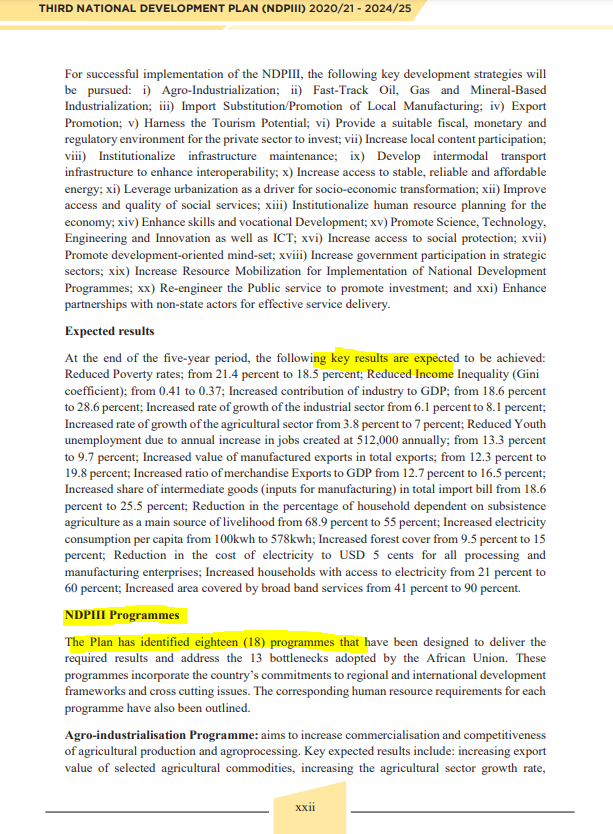 THIRD NATIONAL DEVELOPMENT PLAN (NDPIII) 2020/21 - 2024/25
For successful implementation of the NDPIII, the following key development strategies will
be pursued: i) Agro-Industrialization; ii) Fast-Track Oil, Gas and Mineral-Based
Industrialization; iii) Import Substitution/Promotion of Local Manufacturing; iv) Export
Promotion; v) Harness the Tourism Potential; vi) Provide a suitable fiscal, monetary and
regulatory environment for the private sector to invest; vii) Increase local content participation;
viii) Institutionalize infrastructure maintenance; ix) Develop intermodal transport
infrastructure to enhance interoperability; x) Increase access to stable, reliable and affordable
energy; xi) Leverage urbanization as a driver for socio-economic transformation; xii) Improve
access and quality of social services; xiii) Institutionalize human resource planning for the
economy; xiv) Enhance skills and vocational Development; xv) Promote Science, Technology,
Engineering and Innovation as well as ICT; xvi) Increase access to social protection; xvii)
Promote development-oriented mind-set; xviii) Increase government participation in strategic
sectors; xix) Increase Resource Mobilization for Implementation of National Development
Programmes; xx) Re-engineer the Public service to promote investment; and xxi) Enhance
partnerships with non-state actors for effective service delivery.
Expected results
At the end of the five-year period, the following key results are expected to be achieved:
Reduced Poverty rates; from 21.4 percent to 18.5 percent; Reduced Income Inequality (Gini
coefficient); from 0.41 to 0.37; Increased contribution of industry to GDP; from 18.6 percent
to 28.6 percent; Increased rate of growth of the industrial sector from 6.1 percent to 8.1 percent;
Increased rate of growth of the agricultural sector from 3.8 percent to 7 percent; Reduced Youth
unemployment due to annual increase in jobs created at 512,000 annually; from 13.3 percent
to 9.7 percent; Increased value of manufactured exports in total exports; from 12.3 percent to
19.8 percent; Increased ratio of merchandise Exports to GDP from 12.7 percent to 16.5 percent;
Increased share of intermediate goods (inputs for manufacturing) in total import bill from 18.6
percent to 25.5 percent; Reduction in the percentage of household dependent on subsistence
agriculture as a main source of livelihood from 68.9 percent to 55 percent; Increased electricity
consumption per capita from 100kwh to 578kwh; Increased forest cover from 9.5 percent to 15
percent; Reduction in the cost of electricity to USD 5 cents for all processing and
manufacturing enterprises; Increased households with access to electricity from 21 percent to
60 percent; Increased area covered by broad band services from 41 percent to 90 percent.
NDPIII Programmes
The Plan has identified eighteen (18) programmes that have been designed to deliver the
required results and address the 13 bottlenecks adopted by the African Union. These
programmes incorporate the country's commitments to regional and international development
frameworks and cross cutting issues. The corresponding human resource requirements for each
programme have also been outlined.
Agro-industrialisation Programme: aims to increase commercialisation and competitiveness
of agricultural production and agroprocessing. Key expected results include: increasing export
value of selected agricultural commodities, increasing the agricultural sector growth rate,
xxii